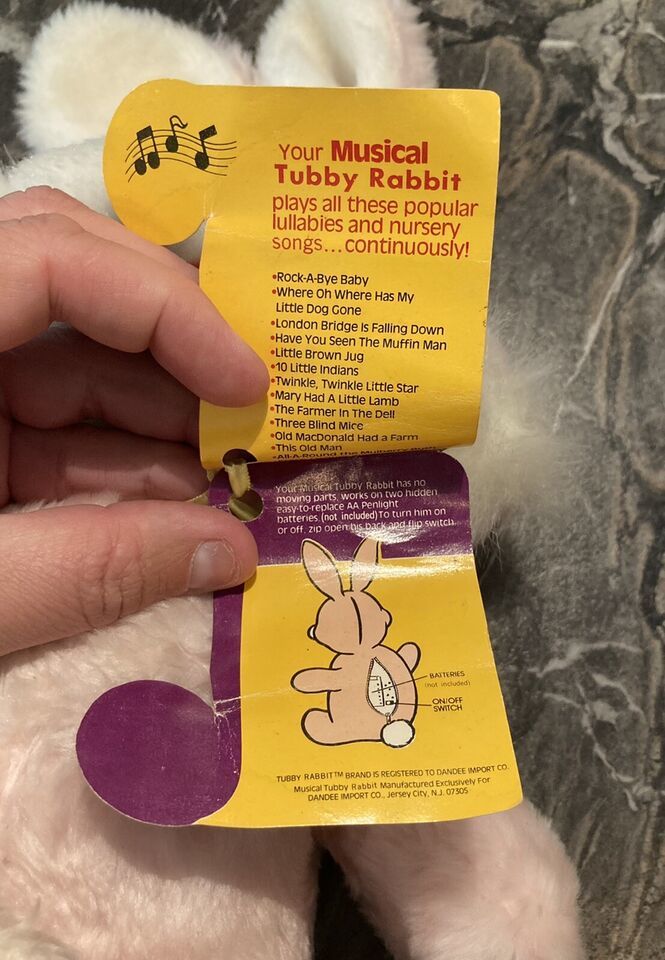 Your Musical
Tubby Rabbit
plays all these popular
lullabies and nursery
songs...continuously!
•Rock-A-Bye Baby
•Where Oh Where Has My
Little Dog Gone
•London Bridge Is Falling Down
•Have You Seen The Muffin Man
•Little Brown Jug
•10 Little Indians
•Twinkle, Twinkle Little Star
•Mary Had A Little Lamb
•The Farmer In The Dell
•Three Blind Mice
•Old MacDonald Had a Farm
•This Old Man
•All-A-Round the Mulberry
Your Musical Tubby Rabbit has no
moving parts, works on two hidden,
easy-to-replace AA Penlight
batteries.(not included)To turn him on
or off, zip open his back and flip switch.
BATTERIES
(not included)
ON/OFF
SWITCH
TUBBY RABBIT™ BRAND IS REGISTERED TO DANDEE IMPORT CO.
Musical Tubby Rabbit Manufactured Exclusively For
DANDEE IMPORT CO., Jersey City, N.J. 07305